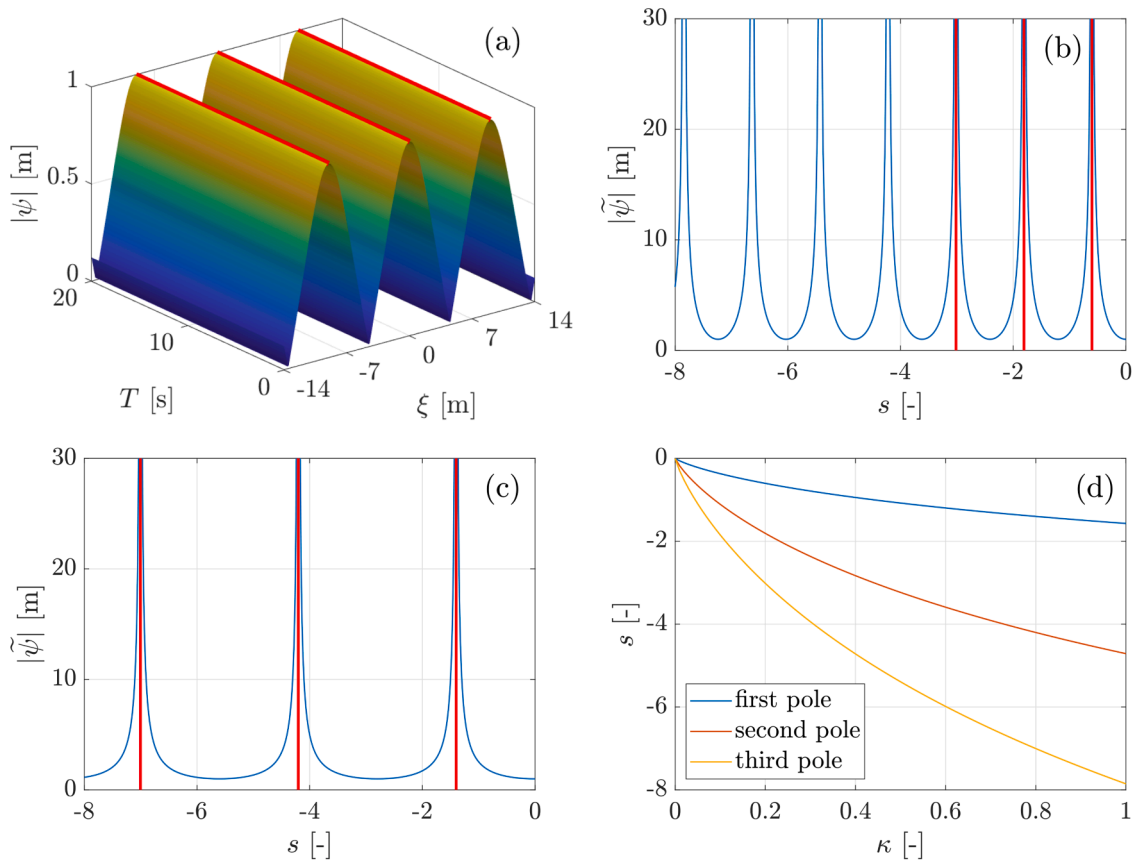 (a)
1
0.5
0
|ψ| [m]
20
10
0
T [s]
-14
-7
0
7
14
ξ [m]
(b)
30
20
10
0
|ψ̃| [m]
-8
-6
-4
-2
0
s [-]
(c)
30
20
10
0
|ψ̃| [m]
-8
-6
-4
-2
0
s [-]
(d)
0
-2
-4
-6
-8
s [-]
first pole
second pole
third pole
0
0.2
0.4
0.6
0.8
1
κ [-]